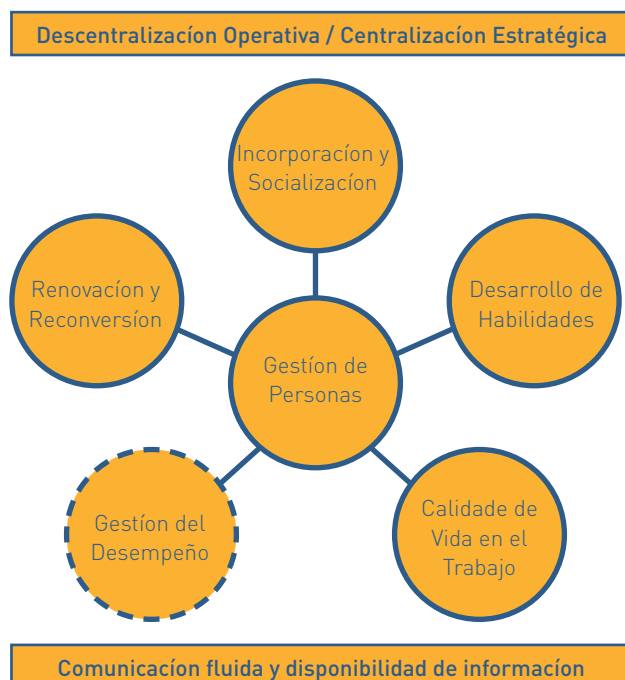 Descentralizacíon Operativa / Centralizacíon Estratégica
Incorporacíon y
Socializacíon
Renovacíon y
Reconversíon
Desarrollo de
Habilidades
Gestíon de
Personas
Gestíon del
Desempeño
Calidade de
Vida en el
Trabajo
Comunicacíon fluida y disponibilidad de informacíon